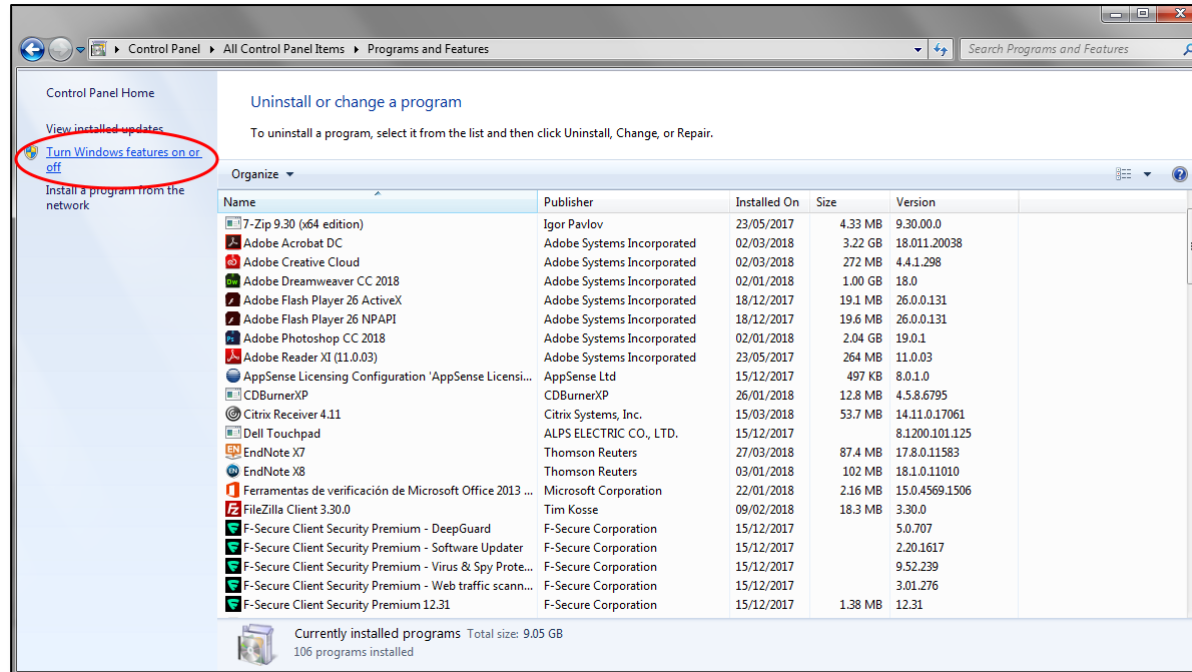 Control Panel ▸ All Control Panel Items ▸ Programs and Features
Search Programs and Features
Control Panel Home
View installed updates
Turn Windows features on or
off
Install a program from the
network
Uninstall or change a program
To uninstall a program, select it from the list and then click Uninstall, Change, or Repair.
Organize
Name Publisher Installed On Size Version
7-Zip 9.30 (x64 edition) Igor Pavlov 23/05/2017 4.33 MB 9.30.00.0
Adobe Acrobat DC Adobe Systems Incorporated 02/03/2018 3.22 GB 18.011.20038
Adobe Creative Cloud Adobe Systems Incorporated 02/03/2018 272 MB 4.4.1.298
Adobe Dreamweaver CC 2018 Adobe Systems Incorporated 02/01/2018 1.00 GB 18.0
Adobe Flash Player 26 ActiveX Adobe Systems Incorporated 18/12/2017 19.1 MB 26.0.0.131
Adobe Flash Player 26 NPAPI Adobe Systems Incorporated 18/12/2017 19.6 MB 26.0.0.131
Adobe Photoshop CC 2018 Adobe Systems Incorporated 02/01/2018 2.04 GB 19.0.1
Adobe Reader XI (11.0.03) Adobe Systems Incorporated 23/05/2017 264 MB 11.0.03
AppSense Licensing Configuration 'AppSense Licensi... AppSense Ltd 15/12/2017 497 KB 8.0.1.0
CDBurnerXP CDBurnerXP 26/01/2018 12.8 MB 4.5.8.6795
Citrix Receiver 4.11 Citrix Systems, Inc. 15/03/2018 53.7 MB 14.11.0.17061
Dell Touchpad ALPS ELECTRIC CO., LTD. 15/12/2017 8.1200.101.125
EndNote X7 Thomson Reuters 27/03/2018 87.4 MB 17.8.0.11583
EndNote X8 Thomson Reuters 03/01/2018 102 MB 18.1.0.11010
Ferramentas de verificación de Microsoft Office 2013 ... Microsoft Corporation 22/01/2018 2.16 MB 15.0.4569.1506
FileZilla Client 3.30.0 Tim Kosse 09/02/2018 18.3 MB 3.30.0
F-Secure Client Security Premium - DeepGuard F-Secure Corporation 15/12/2017 5.0.707
F-Secure Client Security Premium - Software Updater F-Secure Corporation 15/12/2017 2.20.1617
F-Secure Client Security Premium - Virus & Spy Prote... F-Secure Corporation 15/12/2017 9.52.239
F-Secure Client Security Premium - Web traffic scann... F-Secure Corporation 15/12/2017 3.01.276
F-Secure Client Security Premium 12.31 F-Secure Corporation 15/12/2017 1.38 MB 12.31
Currently installed programs Total size: 9.05 GB
106 programs installed